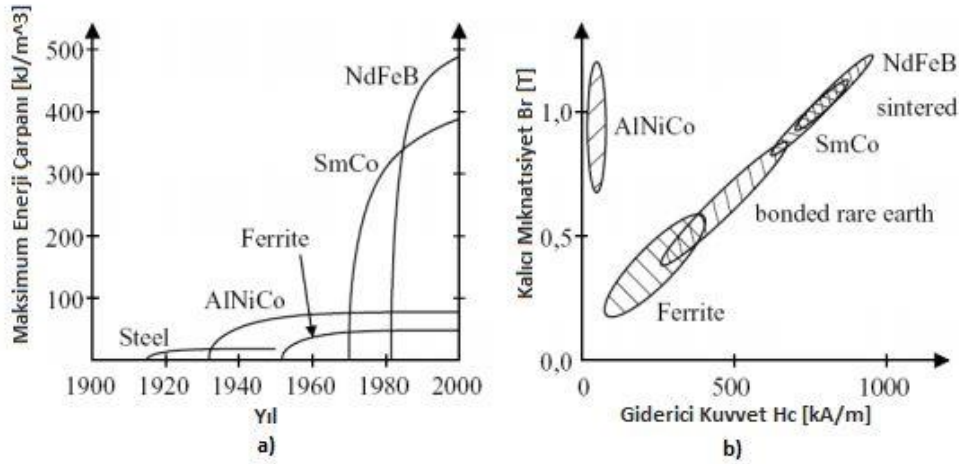 Maksimum Enerji Çarpanı [kJ/m^3]
500
400
300
200
100
NdFeB
SmCo
Ferrite
AlNiCo
Steel
1900 1920 1940 1960 1980 2000
Yıl
a)
Kalıcı Mıknatısiyet Br [T]
1,0
0,5
0,0
NdFeB
sintered
AlNiCo
SmCo
bonded rare earth
Ferrite
0 500 1000
Giderici Kuvvet Hc [kA/m]
b)